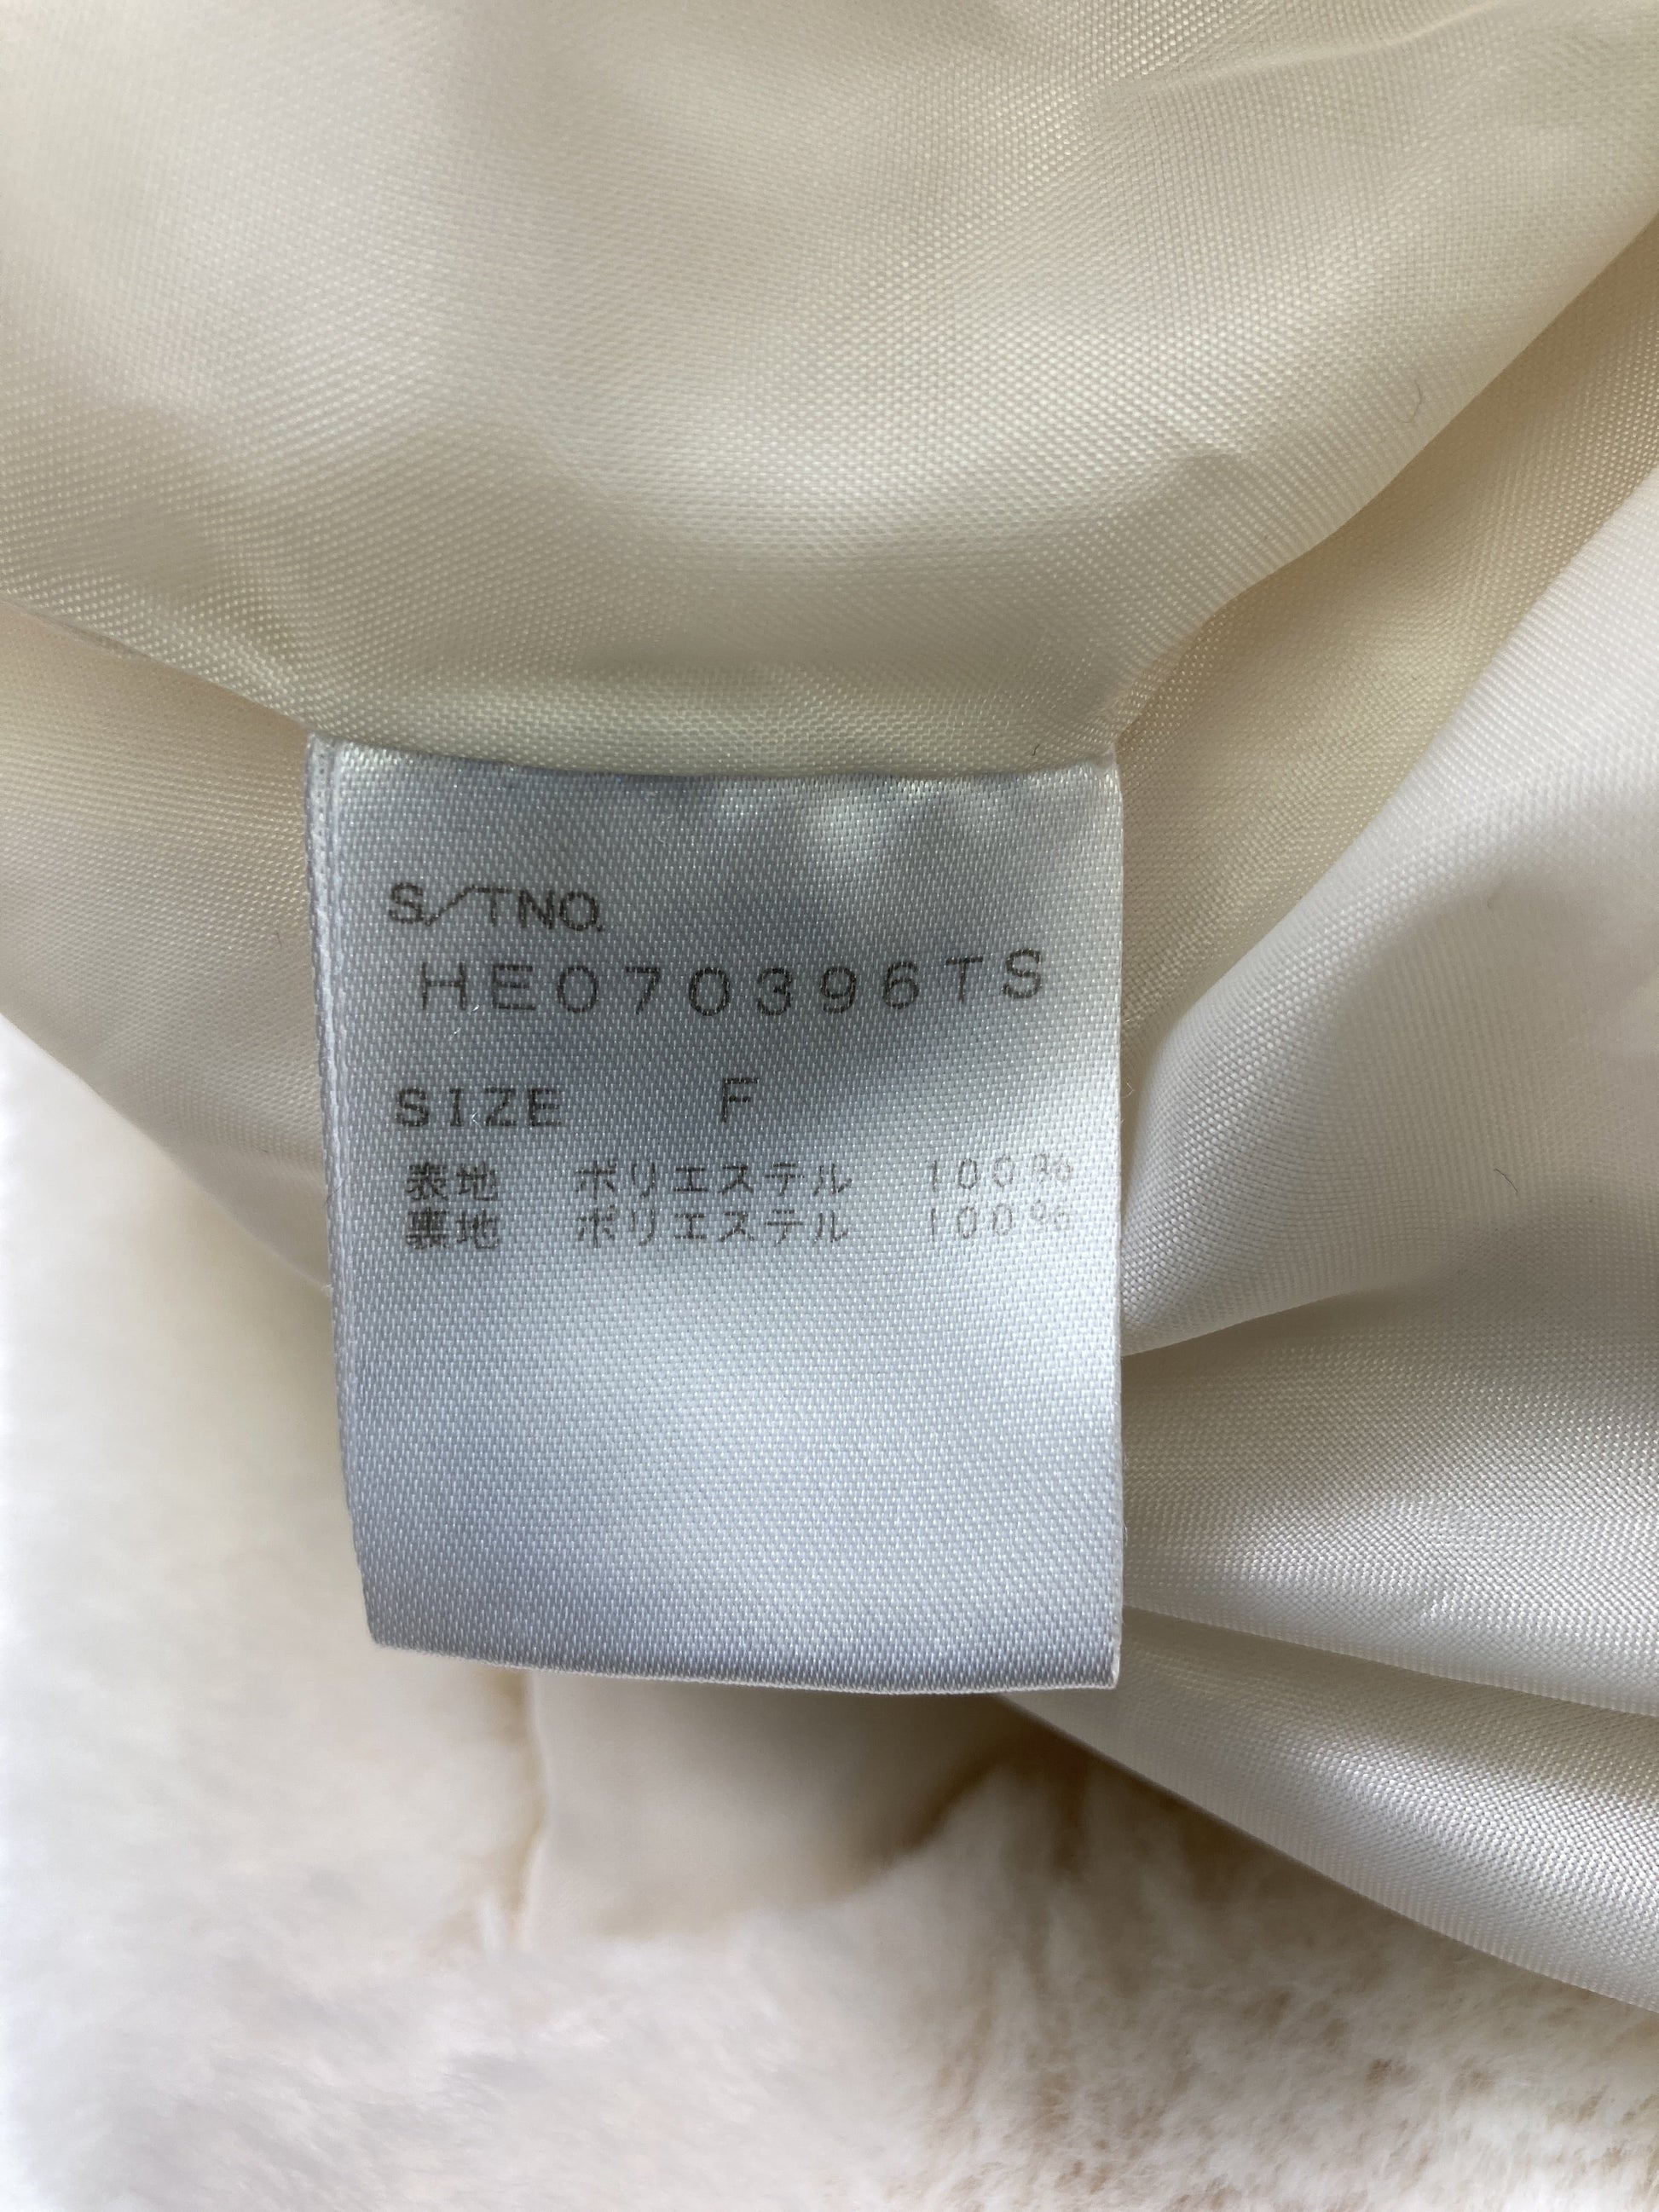 S/TNO.
HE070396TS
SIZE F
表地 ポリエステル 100%
裏地 ポリエステル 100%